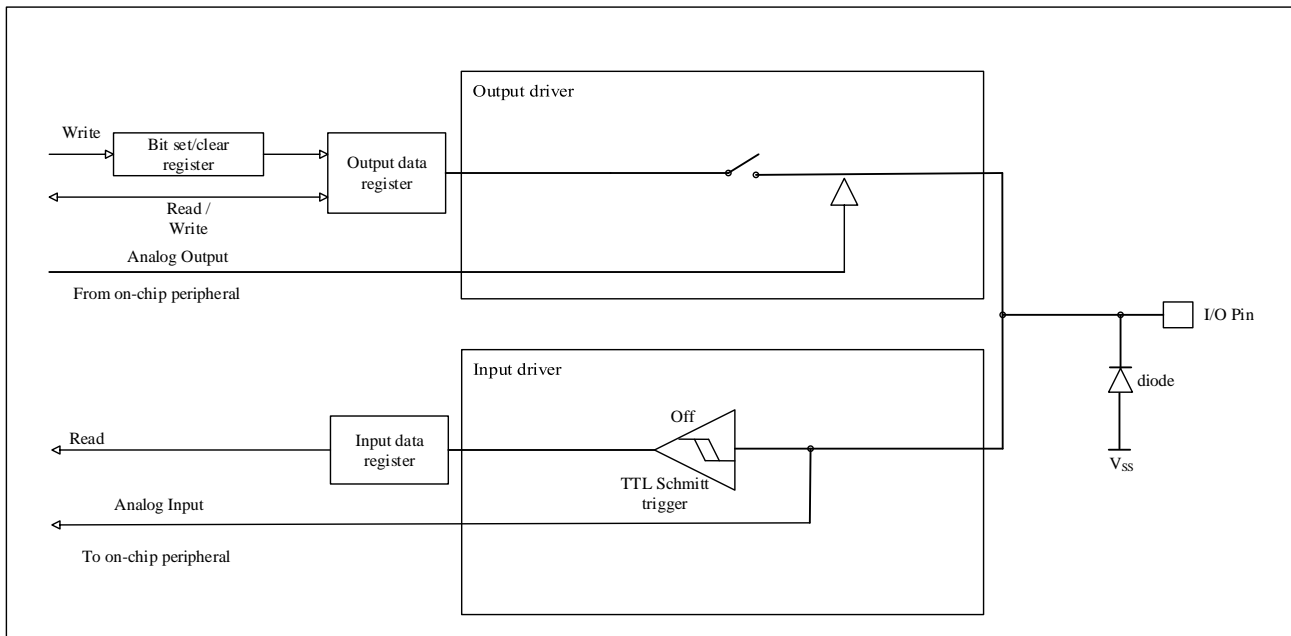 Output driver
Write
Bit set/clear
register
Output data
register
Read /
Write
Analog Output
From on-chip peripheral
I/O Pin
diode
VSS
Input driver
Off
TTL Schmitt
trigger
Input data
register
Read
Analog Input
To on-chip peripheral